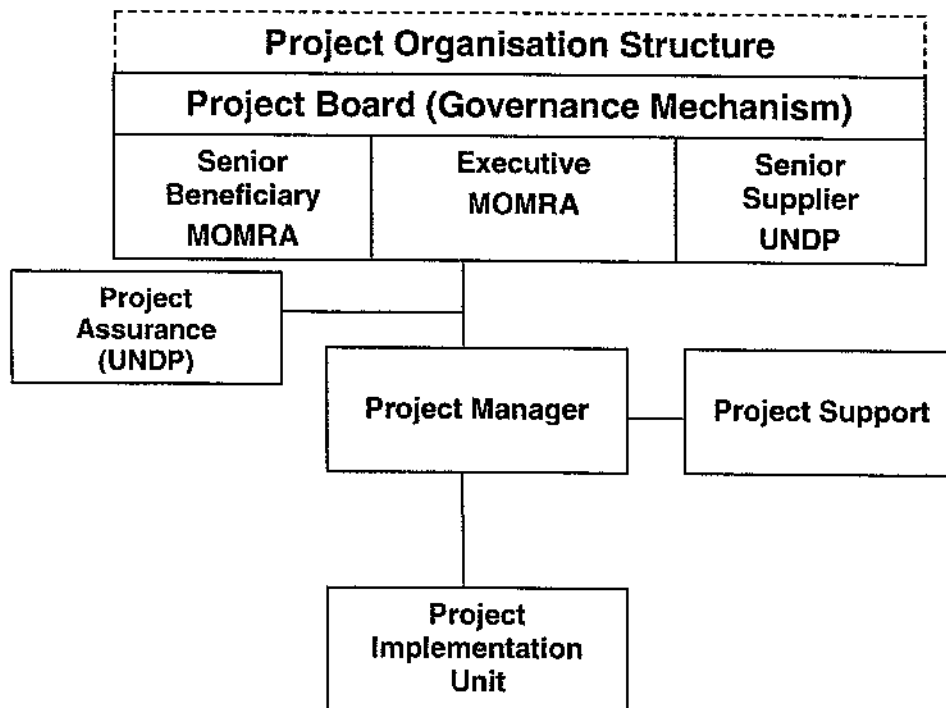 Project Organisation Structure
Project Board (Governance Mechanism)
Senior
Beneficiary
MOMRA
Executive
MOMRA
Senior
Supplier
UNDP
Project
Assurance
(UNDP)
Project Manager
Project Support
Project
Implementation
Unit